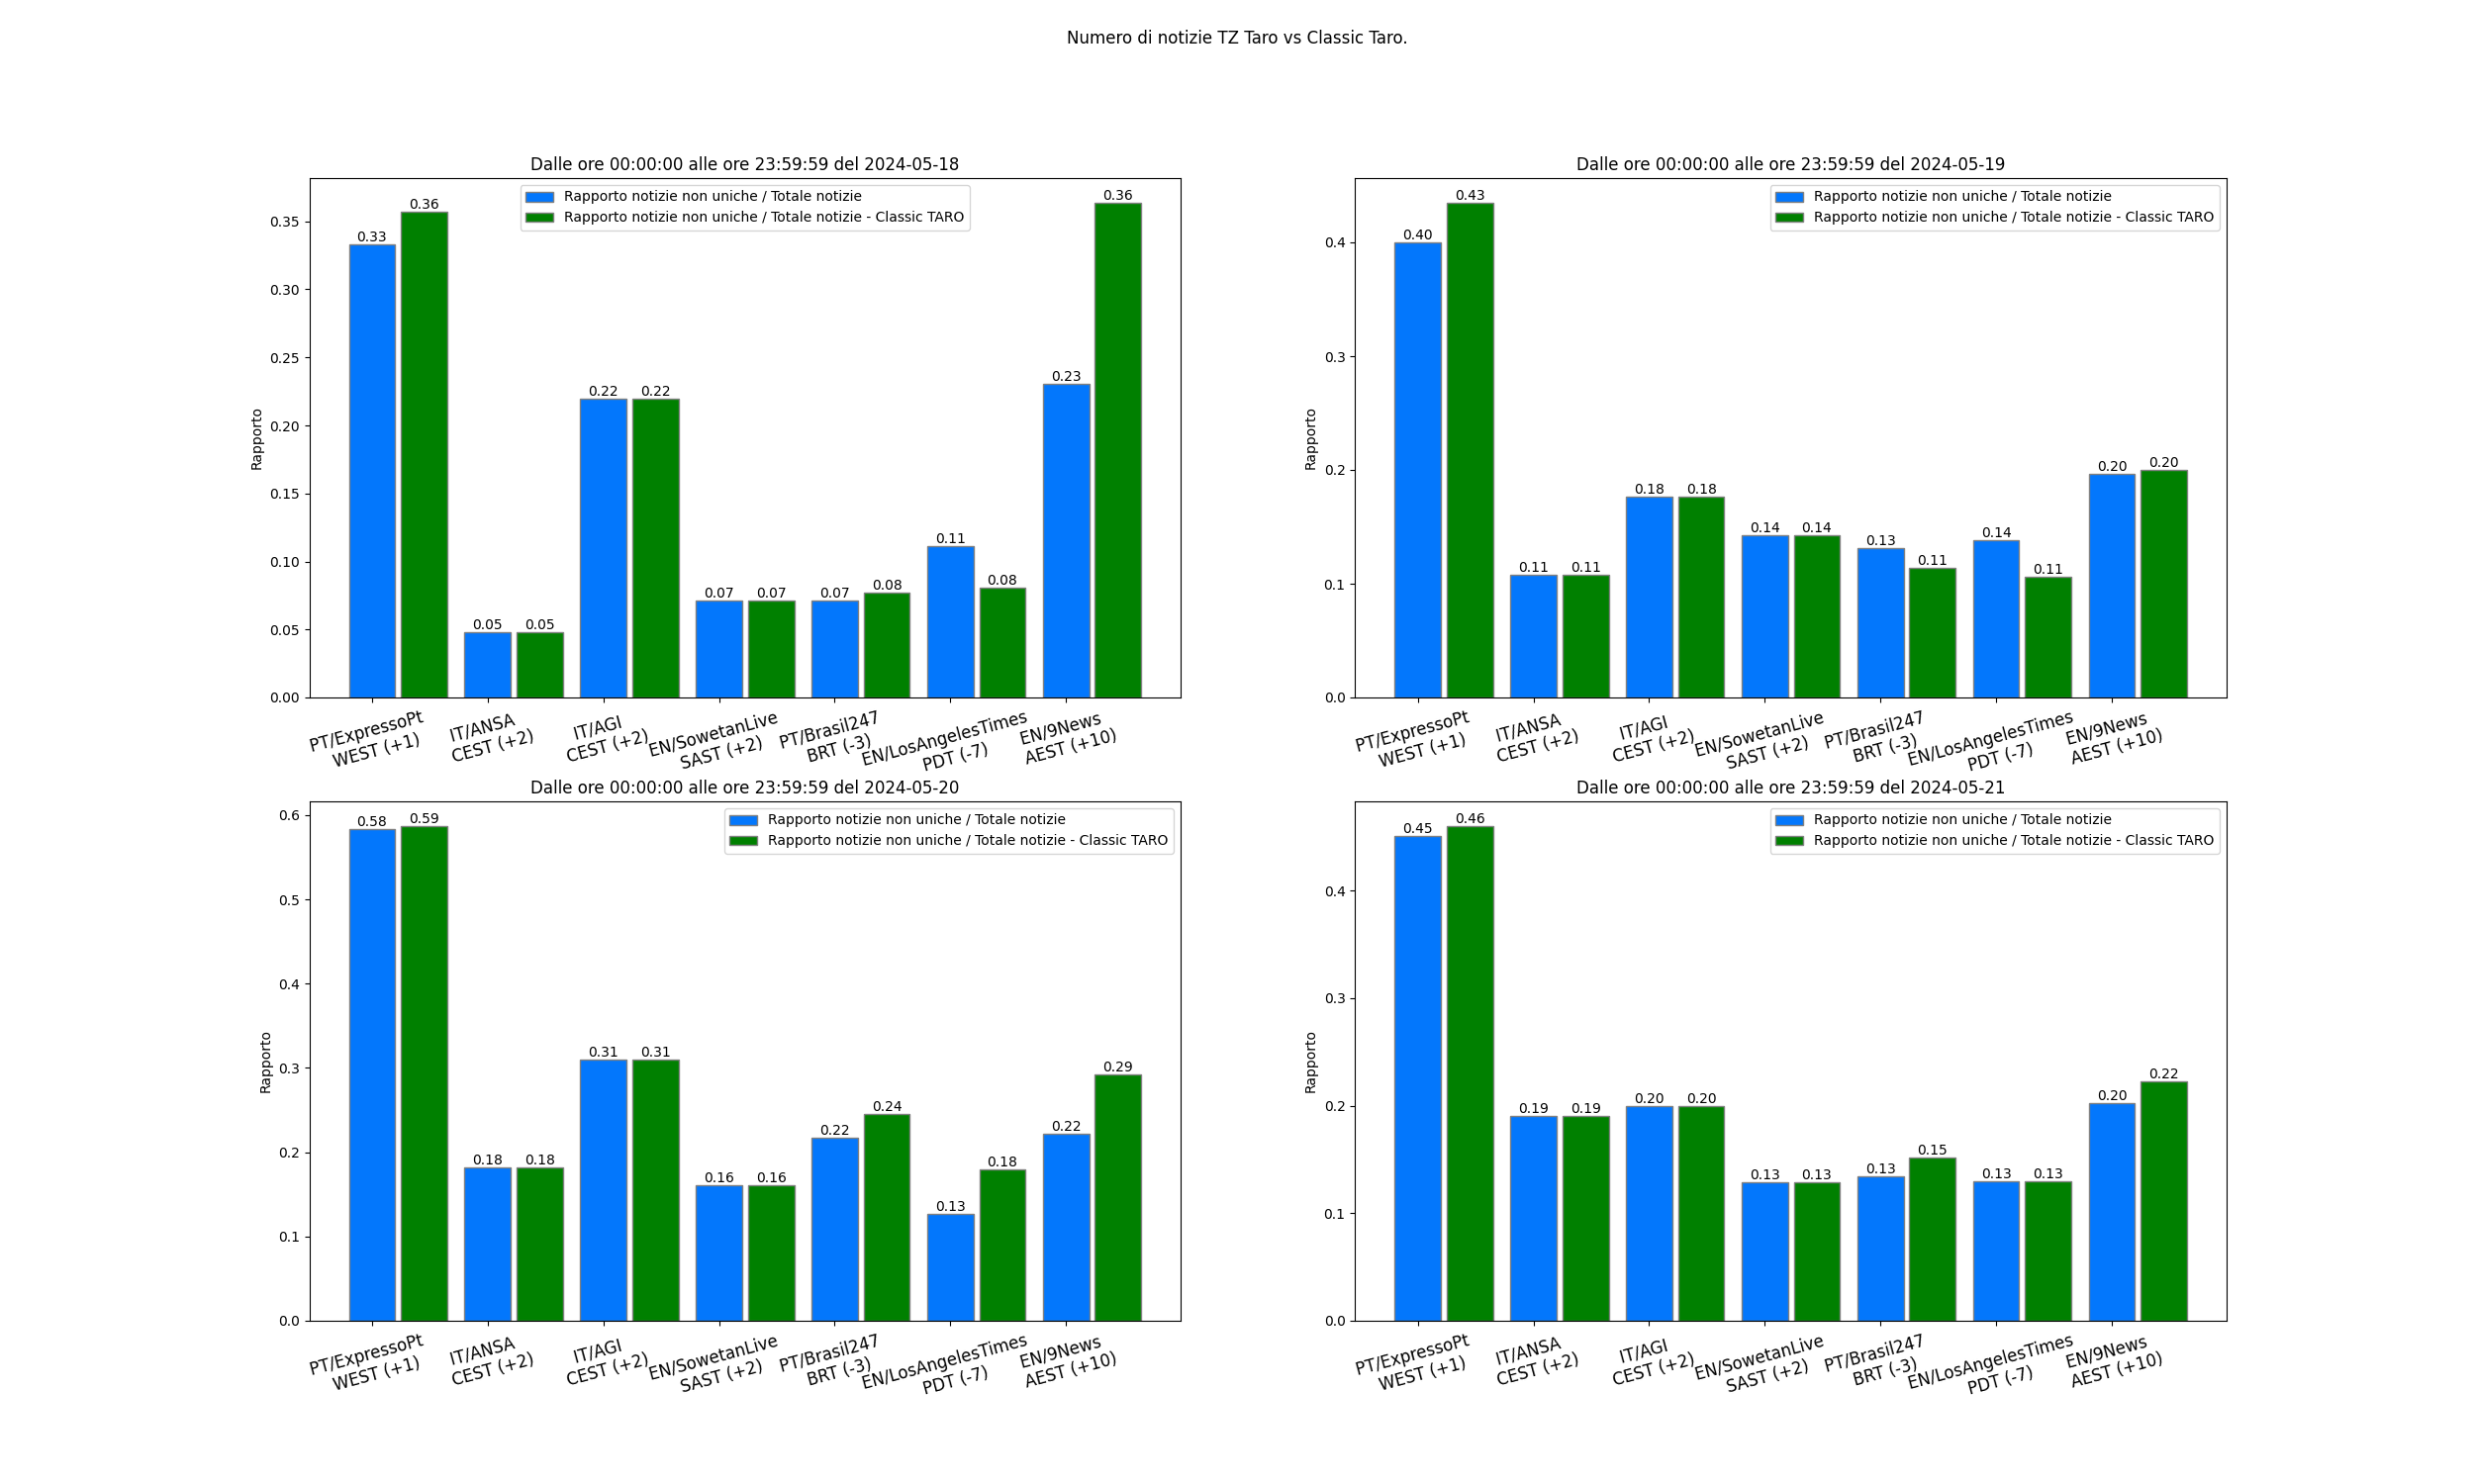 Numero di notizie TZ Taro vs Classic Taro.
Dalle ore 00:00:00 alle ore 23:59:59 del 2024-05-18
Rapporto notizie non uniche / Totale notizie
Rapporto notizie non uniche / Totale notizie - Classic TARO
Rapporto
0.35
0.30
0.25
0.20
0.15
0.10
0.05
0.00
0.33 0.36 0.05 0.05 0.22 0.22 0.07 0.07 0.07 0.08 0.11 0.08 0.23 0.36
PT/ExpressoPt
WEST (+1)
IT/ANSA
CEST (+2)
IT/AGI
CEST (+2)
EN/SowetanLive
SAST (+2)
PT/Brasil247
BRT (-3)
EN/LosAngelesTimes
PDT (-7)
EN/9News
AEST (+10)
Dalle ore 00:00:00 alle ore 23:59:59 del 2024-05-19
Rapporto notizie non uniche / Totale notizie
Rapporto notizie non uniche / Totale notizie - Classic TARO
Rapporto
0.4
0.3
0.2
0.1
0.0
0.40 0.43 0.11 0.11 0.18 0.18 0.14 0.14 0.13 0.11 0.14 0.11 0.20 0.20
PT/ExpressoPt
WEST (+1)
IT/ANSA
CEST (+2)
IT/AGI
CEST (+2)
EN/SowetanLive
SAST (+2)
PT/Brasil247
BRT (-3)
EN/LosAngelesTimes
PDT (-7)
EN/9News
AEST (+10)
Dalle ore 00:00:00 alle ore 23:59:59 del 2024-05-20
Rapporto notizie non uniche / Totale notizie
Rapporto notizie non uniche / Totale notizie - Classic TARO
Rapporto
0.6
0.5
0.4
0.3
0.2
0.1
0.0
0.58 0.59 0.18 0.18 0.31 0.31 0.16 0.16 0.22 0.24 0.13 0.18 0.22 0.29
PT/ExpressoPt
WEST (+1)
IT/ANSA
CEST (+2)
IT/AGI
CEST (+2)
EN/SowetanLive
SAST (+2)
PT/Brasil247
BRT (-3)
EN/LosAngelesTimes
PDT (-7)
EN/9News
AEST (+10)
Dalle ore 00:00:00 alle ore 23:59:59 del 2024-05-21
Rapporto notizie non uniche / Totale notizie
Rapporto notizie non uniche / Totale notizie - Classic TARO
Rapporto
0.4
0.3
0.2
0.1
0.0
0.45 0.46 0.19 0.19 0.20 0.20 0.13 0.13 0.13 0.15 0.13 0.13 0.20 0.22
PT/ExpressoPt
WEST (+1)
IT/ANSA
CEST (+2)
IT/AGI
CEST (+2)
EN/SowetanLive
SAST (+2)
PT/Brasil247
BRT (-3)
EN/LosAngelesTimes
PDT (-7)
EN/9News
AEST (+10)